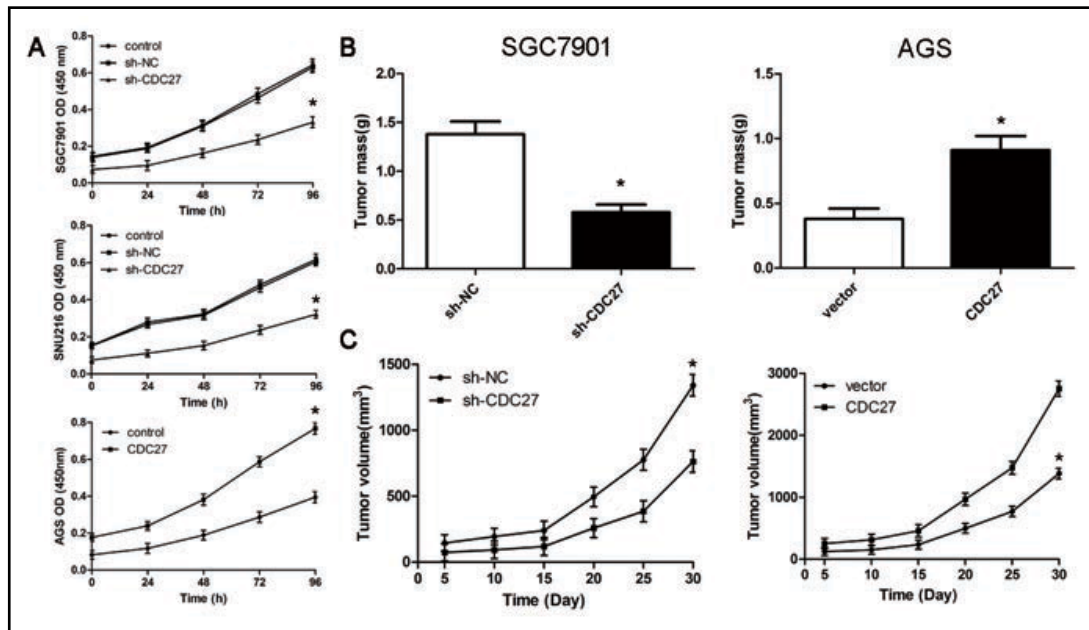 A
control
sh-NC
sh-CDC27
SGC7901 OD (450 nm)
0.8
0.6
0.4
0.2
0.0
0 24 48 72 96
Time (h)
*
control
sh-NC
sh-CDC27
SNU216 OD (450 nm)
0.8
0.6
0.4
0.2
0.0
0 24 48 72 96
Time (h)
*
control
CDC27
AGS OD (450nm)
0.8
0.6
0.4
0.2
0.0
0 24 48 72 96
Time (h)
*
B
SGC7901
Tumor mass(g)
2.0
1.5
1.0
0.5
0.0
*
sh-NC
sh-CDC27
AGS
Tumor mass(g)
1.5
1.0
0.5
0.0
*
vector
CDC27
C
sh-NC
sh-CDC27
Tumor volume(mm³)
1500
1000
500
0
0 5 10 15 20 25 30
Time (Day)
*
vector
CDC27
Tumor volume(mm³)
3000
2000
1000
0
0 5 10 15 20 25 30
Time (Day)
*